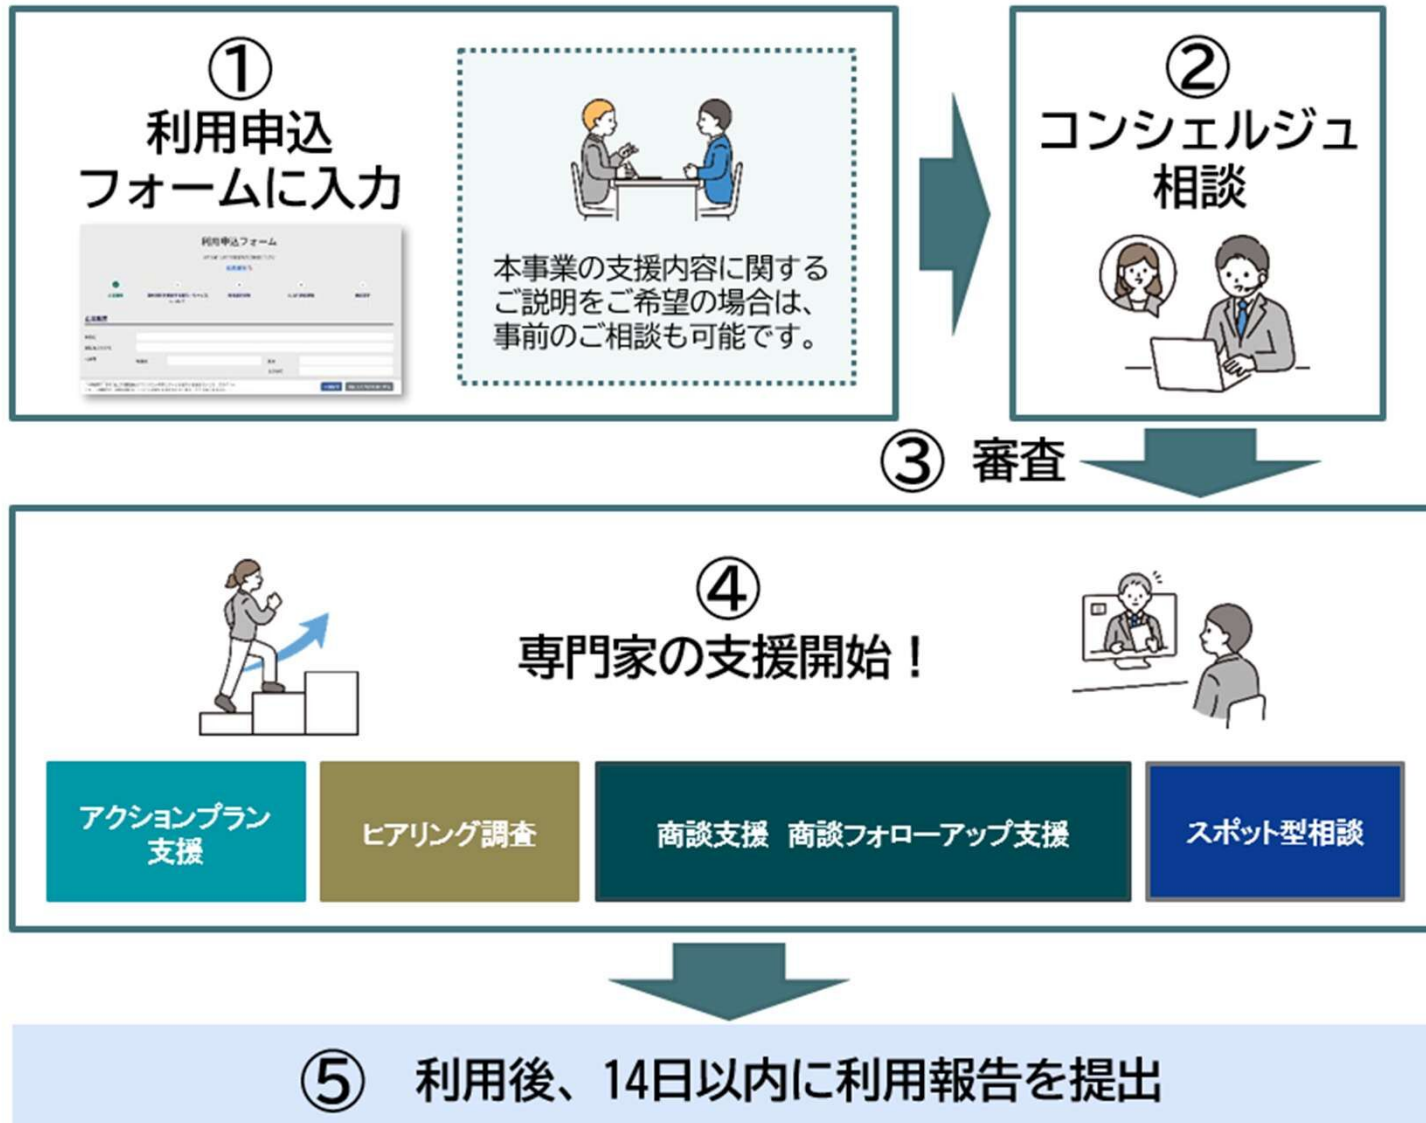 ①
利用申込
フォームに入力
利用申込フォーム
本事業の支援内容に関する
ご説明をご希望の場合は、
事前のご相談も可能です。
②
コンシェルジュ
相談
③ 審査
④
専門家の支援開始！
アクションプラン
支援
ヒアリング調査
商談支援 商談フォローアップ支援
スポット型相談
⑤ 利用後、14日以内に利用報告を提出